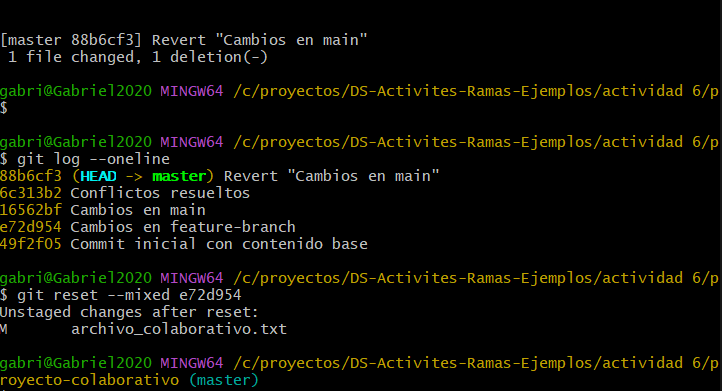 [master 88b6cf3] Revert "Cambios en main"
 1 file changed, 1 deletion(-)
gabri@Gabriel2020 MINGW64 /c/proyectos/DS-Activites-Ramas-Ejemplos/actividad 6/p
$
gabri@Gabriel2020 MINGW64 /c/proyectos/DS-Activites-Ramas-Ejemplos/actividad 6/p
$ git log --oneline
88b6cf3 (HEAD -> master) Revert "Cambios en main"
6c313b2 Conflictos resueltos
16562bf Cambios en main
e72d954 Cambios en feature-branch
49f2f05 Commit inicial con contenido base
gabri@Gabriel2020 MINGW64 /c/proyectos/DS-Activites-Ramas-Ejemplos/actividad 6/p
$ git reset --mixed e72d954
Unstaged changes after reset:
M       archivo_colaborativo.txt
gabri@Gabriel2020 MINGW64 /c/proyectos/DS-Activites-Ramas-Ejemplos/actividad 6/p
royecto-colaborativo (master)